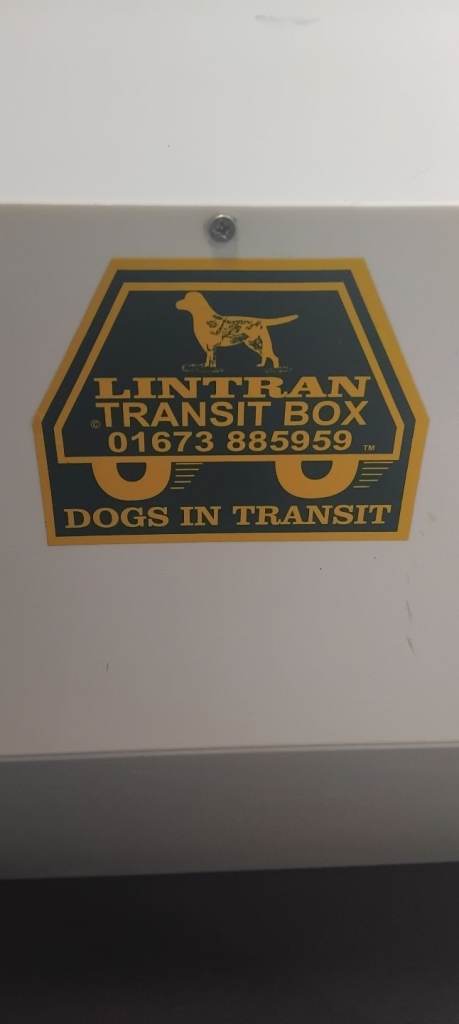 LINTRAN
© TRANSIT BOX
01673 885959 ™
DOGS IN TRANSIT